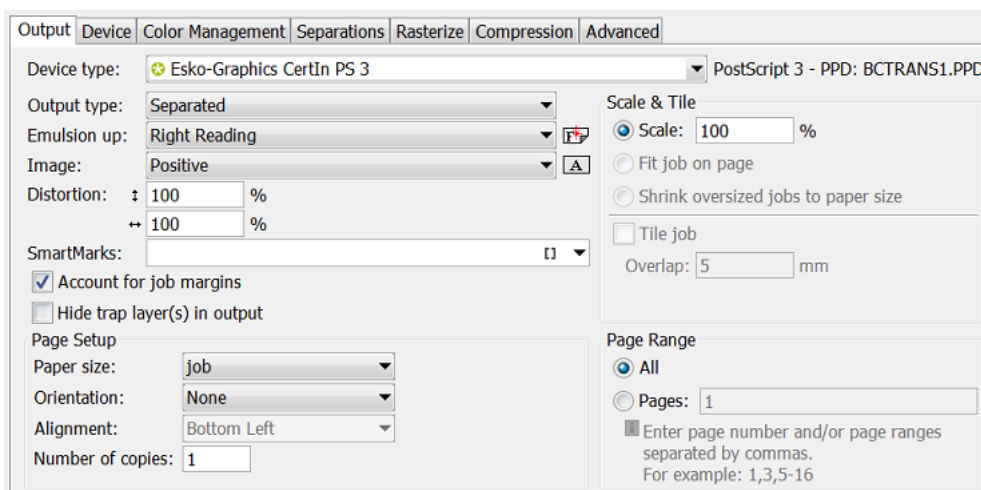 Output Device Color Management Separations Rasterize Compression Advanced
Device type: Esko-Graphics CertIn PS 3 PostScript 3 - PPD: BCTRANS1.PPD
Output type: Separated
Emulsion up: Right Reading
Image: Positive A
Distortion: 100 %
100 %
SmartMarks: []
Account for job margins
Hide trap layer(s) in output
Scale & Tile
Scale: 100 %
Fit job on page
Shrink oversized jobs to paper size
Tile job
Overlap: 5 mm
Page Setup
Paper size: job
Orientation: None
Alignment: Bottom Left
Number of copies: 1
Page Range
All
Pages: 1
Enter page number and/or page ranges
separated by commas.
For example: 1,3,5-16